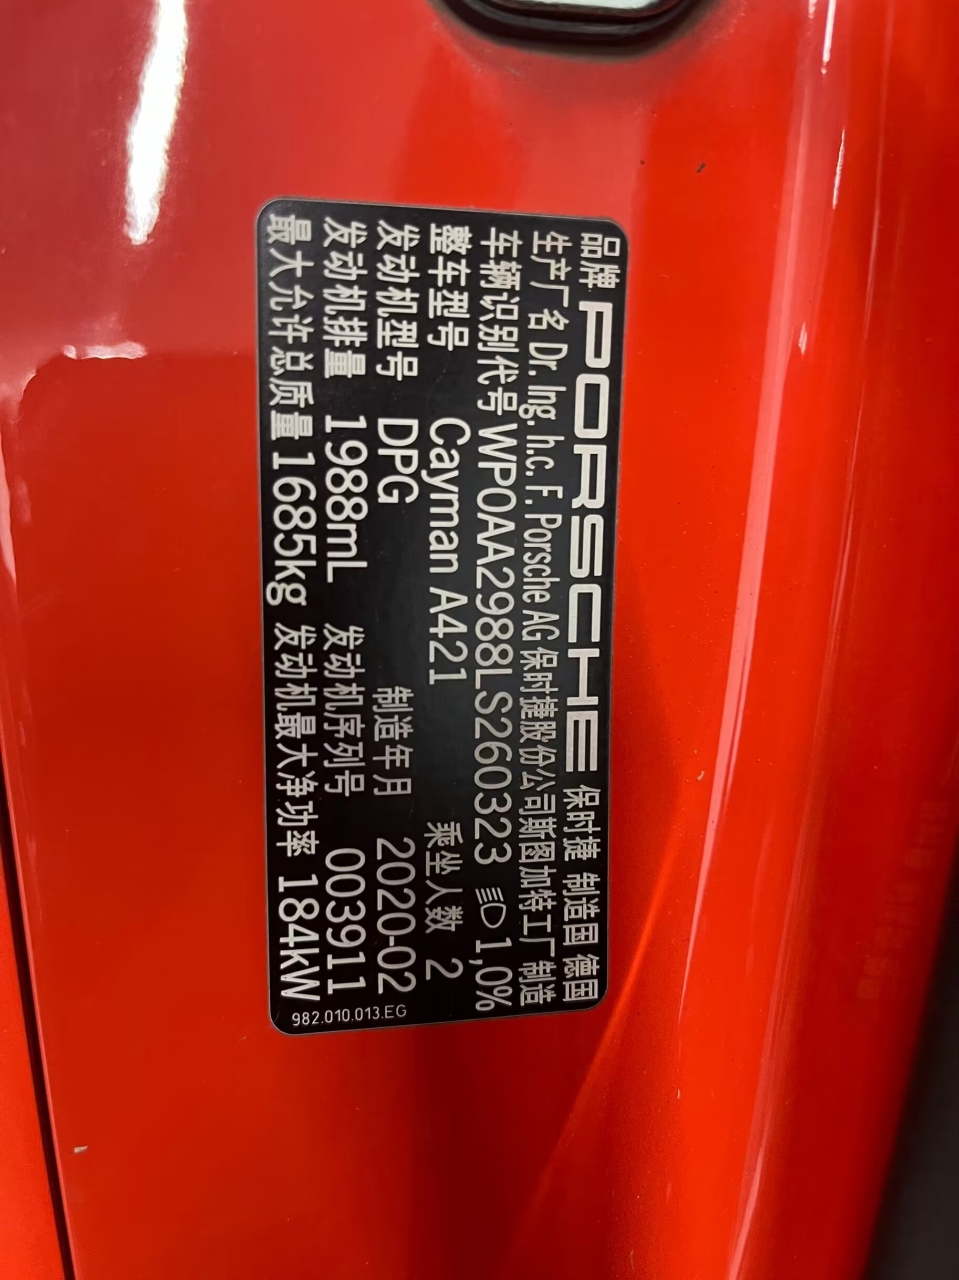 品牌 PORSCHE 保时捷 制造国 德国
生产厂名 Dr. Ing. h.c. F. Porsche AG 保时捷股份公司斯图加特工厂制造
车辆识别代号 WP0AA2988LS260323 1,0%
整车型号 Cayman A421 乘坐人数 2
发动机型号 DPG 制造年月 2020-02
发动机排量 1988mL 发动机序列号 003911
最大允许总质量 1685kg 发动机最大净功率 184kW
982.010.013.EG